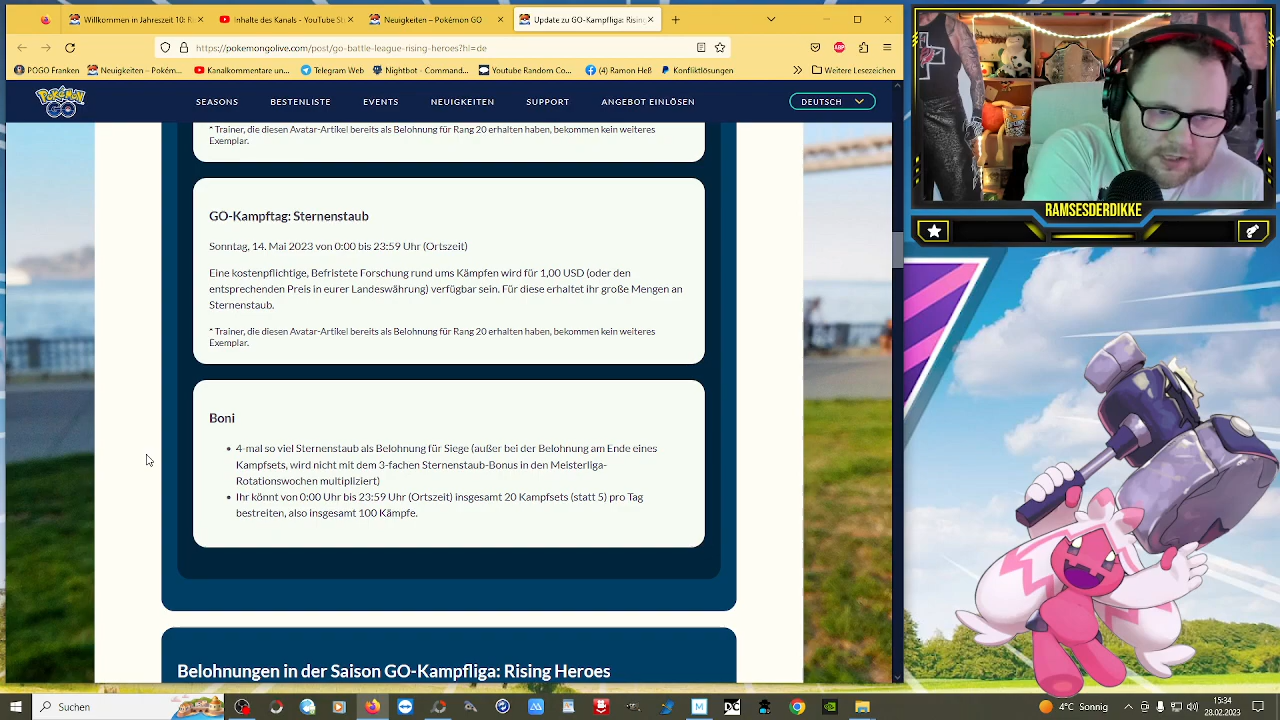 Willkommen in Jahreszeit 10: R
Inhalte des Kanals - YouTube S
Neuigkeiten – Pokémon GO
Update zu GO-Kampfliga: Rising
https://pokemongolive.com/post/go-battle-league-rising-heroes?hl=de
POGO Franken
Neuigkeiten – Pokém...
Kanalkommentare un...
Telegram Web
Nightbot - Command...
Youtube Random Co...
(4) Ramon Heß
Konfliktlösungen
Weitere Lesezeichen
Pokémon GO
SEASONS
BESTENLISTE
EVENTS
NEUIGKEITEN
SUPPORT
ANGEBOT EINLÖSEN
DEUTSCH
* Trainer, die diesen Avatar-Artikel bereits als Belohnung für Rang 20 erhalten haben, bekommen kein weiteres
Exemplar.
GO-Kampftag: Sternenstaub
Sonntag, 14. Mai 2023 von 0:00 bis 23:59 Uhr (Ortszeit)
Eine kostenpflichtige, Befristete Forschung rund ums Kämpfen wird für 1,00 USD (oder den
entsprechenden Preis in eurer Landeswährung) verfügbar sein. Für diese erhaltet ihr große Mengen an
Sternenstaub.
* Trainer, die diesen Avatar-Artikel bereits als Belohnung für Rang 20 erhalten haben, bekommen kein weiteres
Exemplar.
Boni
4-mal so viel Sternenstaub als Belohnung für Siege (außer bei der Belohnung am Ende eines
Kampfsets, wird nicht mit dem 3-fachen Sternenstaub-Bonus in den Meisterliga-
Rotationswochen multipliziert)
Ihr könnt von 0:00 Uhr bis 23:59 Uhr (Ortszeit) insgesamt 20 Kampfsets (statt 5) pro Tag
bestreiten, also insgesamt 100 Kämpfe.
Belohnungen in der Saison GO-Kampfliga: Rising Heroes
RAMSESDERDIKKE
Suchen
4°C Sonnig
15:34
28.02.2023